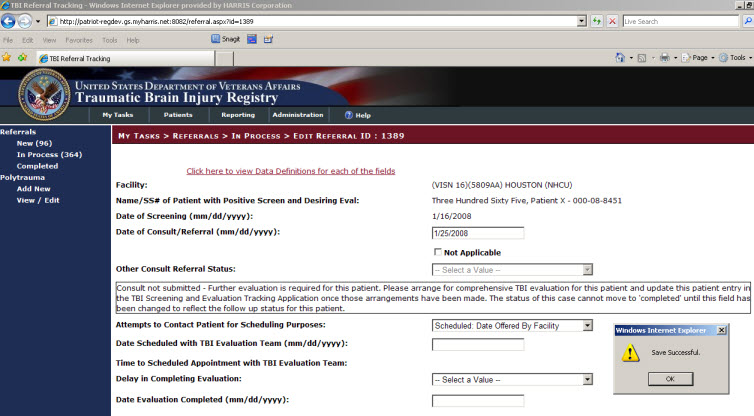 TBI Referral Tracking - Windows Internet Explorer provided by HARRIS Corporation
http://patriot-regdev.gs.myharris.net:8082/referral.aspx?id=1389
Live Search
File Edit View Favorites Tools Help
Snagit
TBI Referral Tracking
Page Tools
UNITED STATES DEPARTMENT OF VETERANS AFFAIRS
Traumatic Brain Injury Registry
My Tasks Patients Reporting Administration Help
Referrals
New (96)
In Process (364)
Completed
Polytrauma
Add New
View / Edit
MY TASKS > REFERRALS > IN PROCESS > EDIT REFERRAL ID : 1389
Click here to view Data Definitions for each of the fields
Facility: (VISN 16)(5809AA) HOUSTON (NHCU)
Name/SS# of Patient with Positive Screen and Desiring Eval: Three Hundred Sixty Five, Patient X - 000-08-8451
Date of Screening (mm/dd/yyyy): 1/16/2008
Date of Consult/Referral (mm/dd/yyyy): 1/25/2008
Not Applicable
Other Consult Referral Status: -- Select a Value --
Consult not submitted - Further evaluation is required for this patient. Please arrange for comprehensive TBI evaluation for this patient and update this patient entry in
the TBI Screening and Evaluation Tracking Application once those arrangements have been made. The status of this case cannot move to 'completed' until this field has
been changed to reflect the follow up status for this patient.
Attempts to Contact Patient for Scheduling Purposes: Scheduled: Date Offered By Facility
Date Scheduled with TBI Evaluation Team (mm/dd/yyyy):
Time to Scheduled Appointment with TBI Evaluation Team:
Delay in Completing Evaluation: -- Select a Value --
Date Evaluation Completed (mm/dd/yyyy):
Windows Internet Explorer
Save Successful.
OK